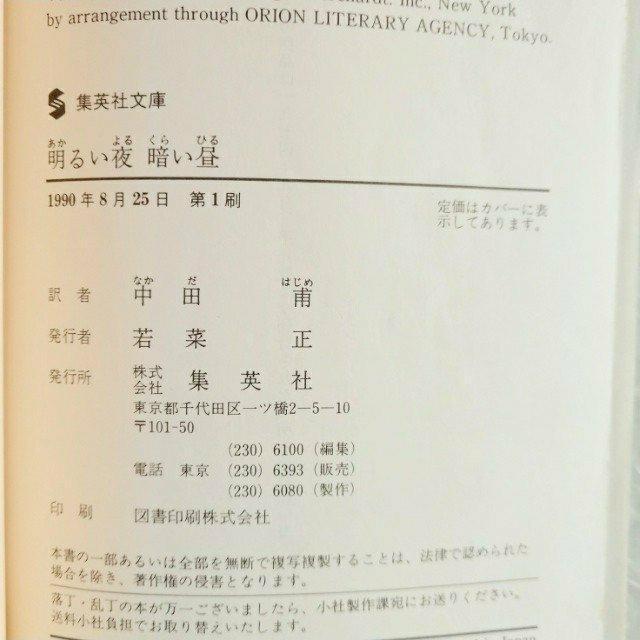 Inc., New York
by arrangement through ORION LITERARY AGENCY, Tokyo.
集英社文庫
あか よる くら ひる
明るい夜 暗い昼
1990年8月25日 第1刷
定価はカバーに表
示してあります。
なか だ はじめ
訳者 中田 甫
発行者 若菜 正
発行所 株式会社 集英社
東京都千代田区一ツ橋2-5-10
〒101-50
(230) 6100 (編集)
電話 東京 (230) 6393 (販売)
(230) 6080 (製作)
印刷 図書印刷株式会社
本書の一部あるいは全部を無断で複写複製することは、法律で認められた
場合を除き、著作権の侵害となります。
落丁・乱丁の本が万一ございましたら、小社製作課宛にお送りください。
送料小社負担でお取り替えいたします。